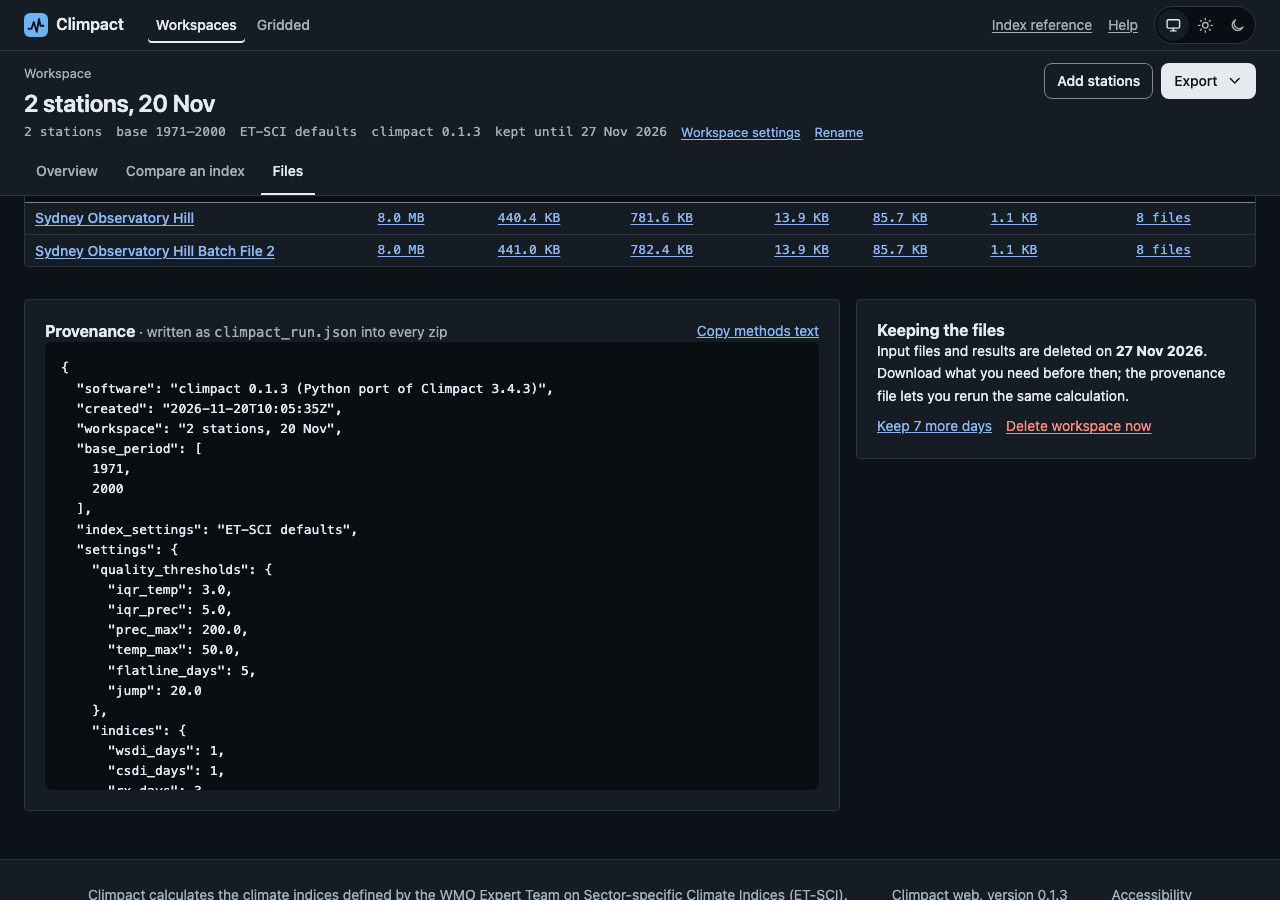 Climpact
Workspaces
Gridded
Index reference
Help
Workspace
2 stations, 20 Nov
Add stations
Export
2 stations base 1971–2000 ET-SCI defaults climpact 0.1.3 kept until 27 Nov 2026 Workspace settings Rename
Overview
Compare an index
Files
Sydney Observatory Hill 8.0 MB 440.4 KB 781.6 KB 13.9 KB 85.7 KB 1.1 KB 8 files
Sydney Observatory Hill Batch File 2 8.0 MB 441.0 KB 782.4 KB 13.9 KB 85.7 KB 1.1 KB 8 files
Provenance · written as climpact_run.json into every zip
Copy methods text
{
"software": "climpact 0.1.3 (Python port of Climpact 3.4.3)",
"created": "2026-11-20T10:05:35Z",
"workspace": "2 stations, 20 Nov",
"base_period": [
1971,
2000
],
"index_settings": "ET-SCI defaults",
"settings": {
"quality_thresholds": {
"iqr_temp": 3.0,
"iqr_prec": 5.0,
"prec_max": 200.0,
"temp_max": 50.0,
"flatline_days": 5,
"jump": 20.0
},
"indices": {
"wsdi_days": 1,
"csdi_days": 1,
"rx_days": 3
Keeping the files
Input files and results are deleted on 27 Nov 2026.
Download what you need before then; the provenance
file lets you rerun the same calculation.
Keep 7 more days
Delete workspace now
Climpact calculates the climate indices defined by the WMO Expert Team on Sector-specific Climate Indices (ET-SCI).
Climpact web, version 0.1.3
Accessibility